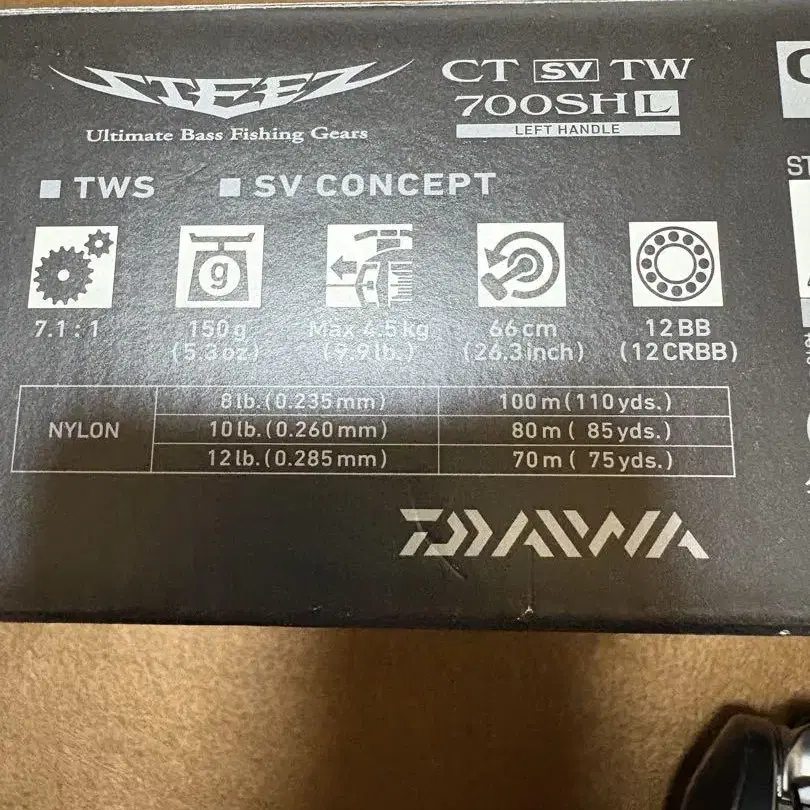 STEEZ
Ultimate Bass Fishing Gears
CT SV TW
700SHL
LEFT HANDLE
■ TWS ■ SV CONCEPT
g
7.1 : 1
150g
(5.3oz)
Max 4.5kg
(9.9lb.)
66cm
(26.3inch)
12BB
(12CRBB)
NYLON
8lb.(0.235mm) 100m(110yds.)
10lb.(0.260mm) 80m( 85yds.)
12lb.(0.285mm) 70m( 75yds.)
DAIWA
ST